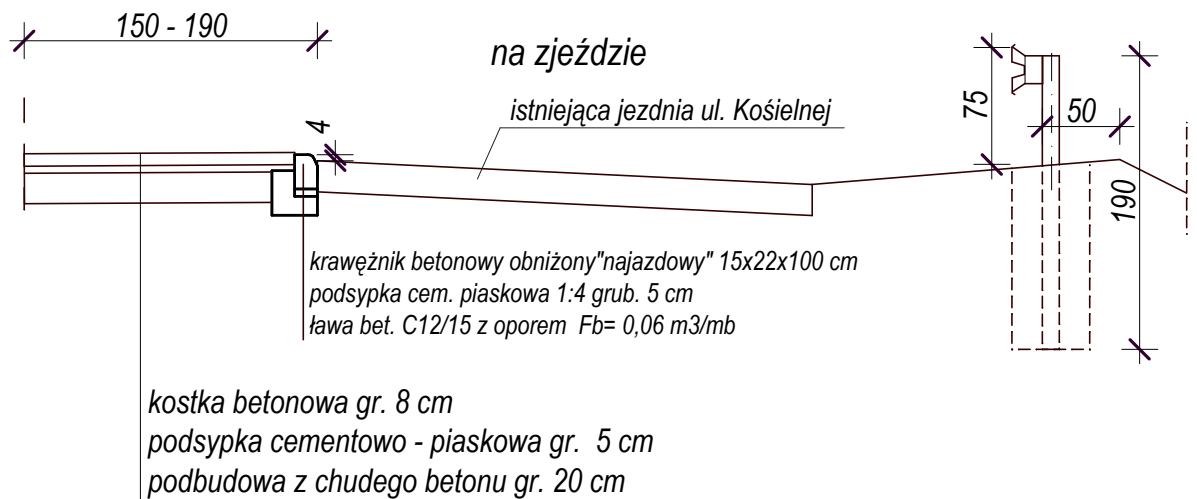 150 - 190
na zjeździe
istniejąca jezdnia ul. Kośielnej
4
75
50
190
krawężnik betonowy obniżony"najazdowy" 15x22x100 cm
podsypka cem. piaskowa 1:4 grub. 5 cm
ława bet. C12/15 z oporem Fb= 0,06 m3/mb
kostka betonowa gr. 8 cm
podsypka cementowo - piaskowa gr. 5 cm
podbudowa z chudego betonu gr. 20 cm